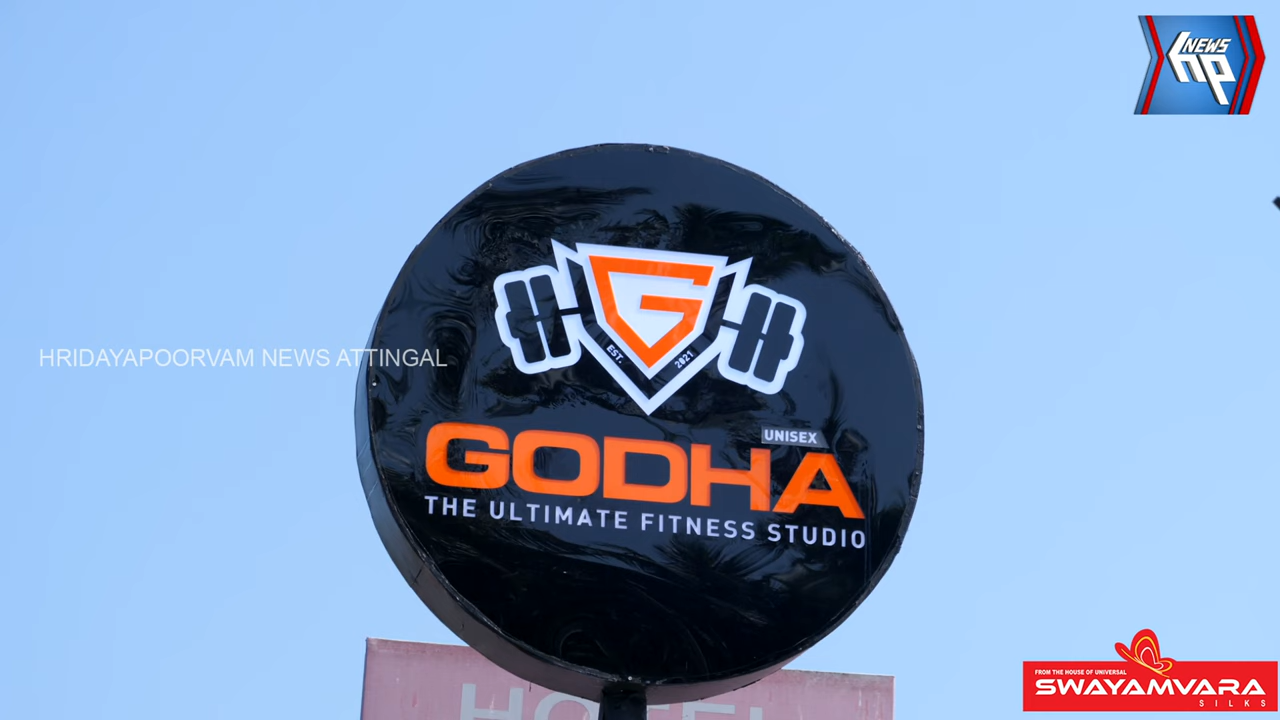 NEWS
hp
HRIDAYAPOORVAM NEWS ATTINGAL
G
EST. 2021
UNISEX
GODHA
THE ULTIMATE FITNESS STUDIO
HOTEL
FROM THE HOUSE OF UNIVERSAL
SWAYAMVARA
SILKS